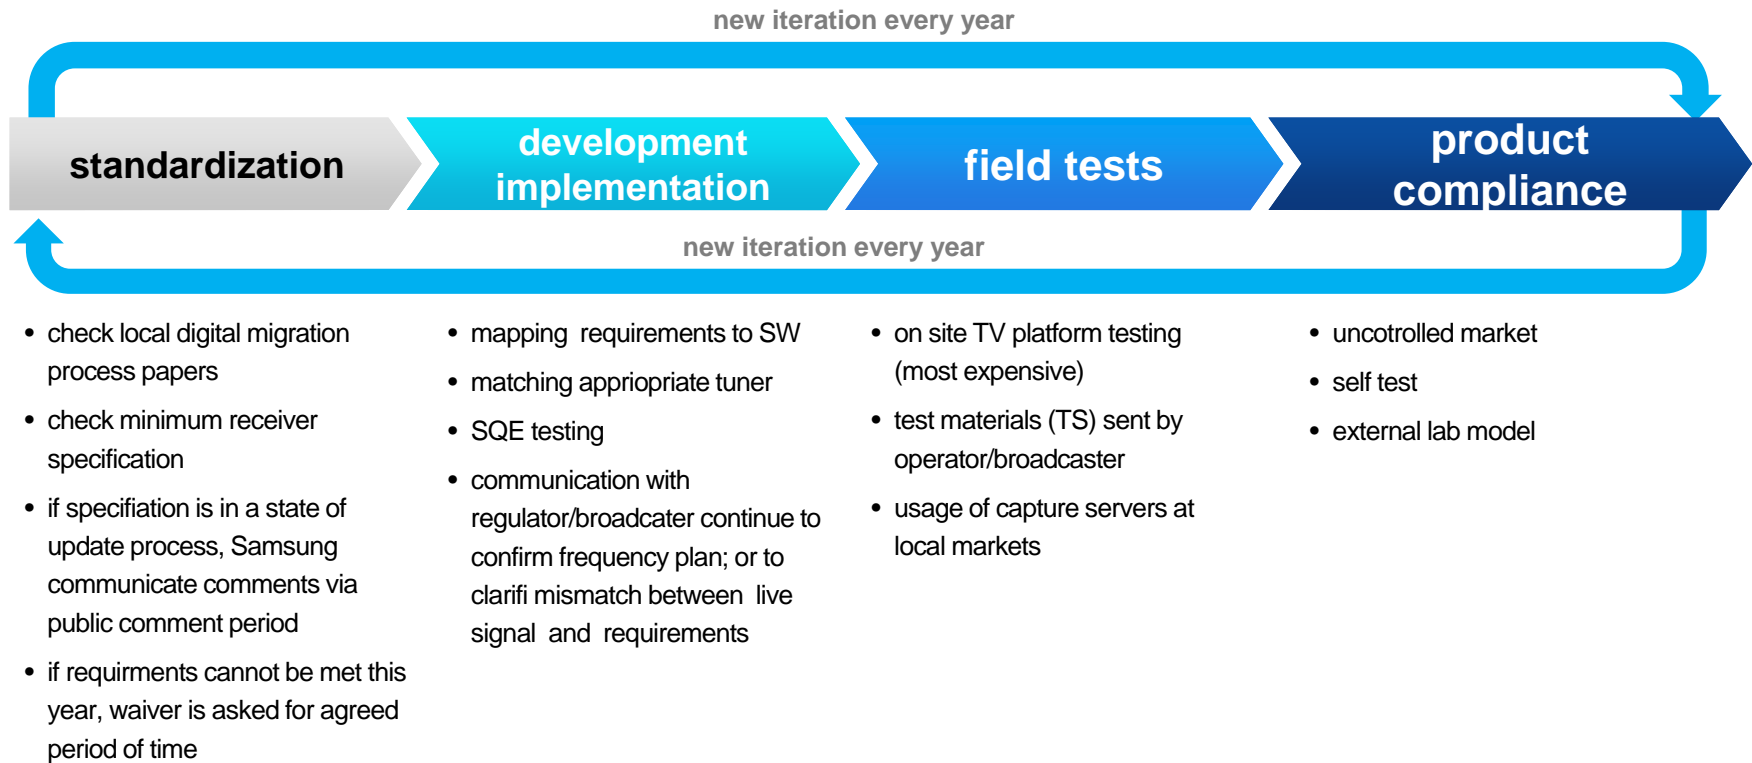 new iteration every year
standardization
development
implementation
field tests
product
compliance
new iteration every year
• check local digital migration
process papers
• check minimum receiver
specification
• if specifiation is in a state of
update process, Samsung
communicate comments via
public comment period
• if requirments cannot be met this
year, waiver is asked for agreed
period of time
• mapping requirements to SW
• matching appriopriate tuner
• SQE testing
• communication with
regulator/broadcater continue to
confirm frequency plan; or to
clarifi mismatch between live
signal and requirements
• on site TV platform testing
(most expensive)
• test materials (TS) sent by
operator/broadcaster
• usage of capture servers at
local markets
• uncotrolled market
• self test
• external lab model